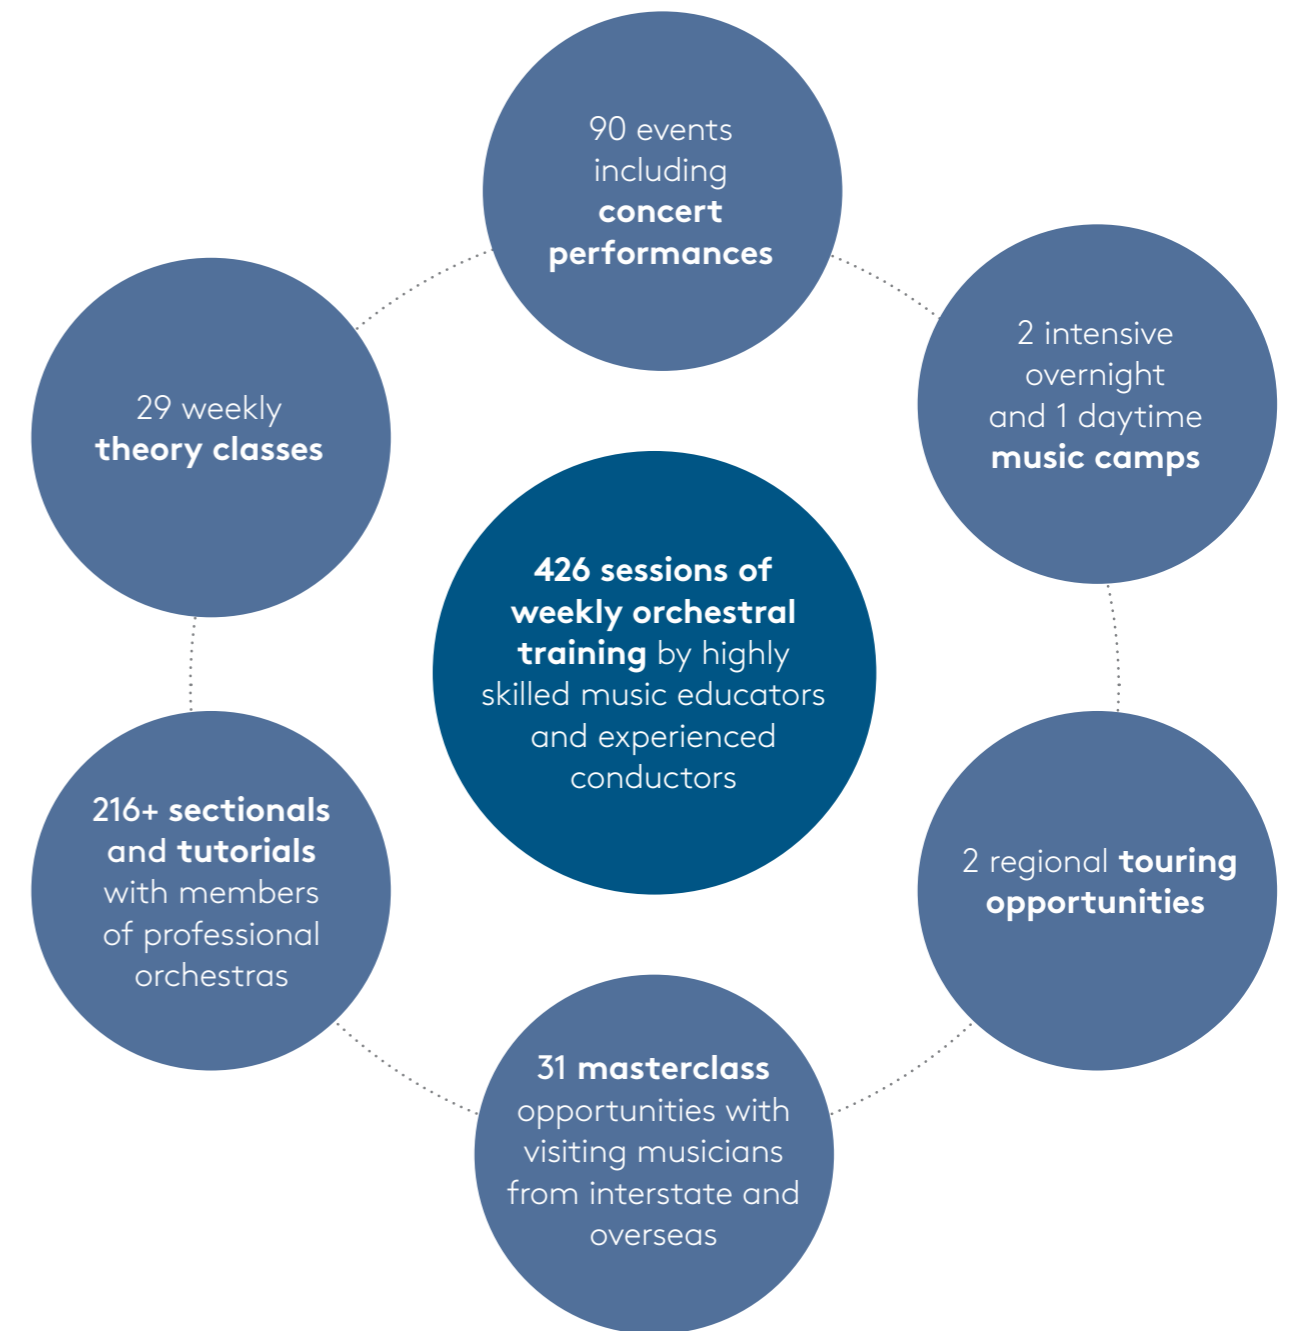 90 events
including
concert
performances
2 intensive
overnight
and 1 daytime
music camps
29 weekly
theory classes
426 sessions of
weekly orchestral
training by highly
skilled music educators
and experienced
conductors
216+ sectionals
and tutorials
with members
of professional
orchestras
2 regional touring
opportunities
31 masterclass
opportunities with
visiting musicians
from interstate and
overseas